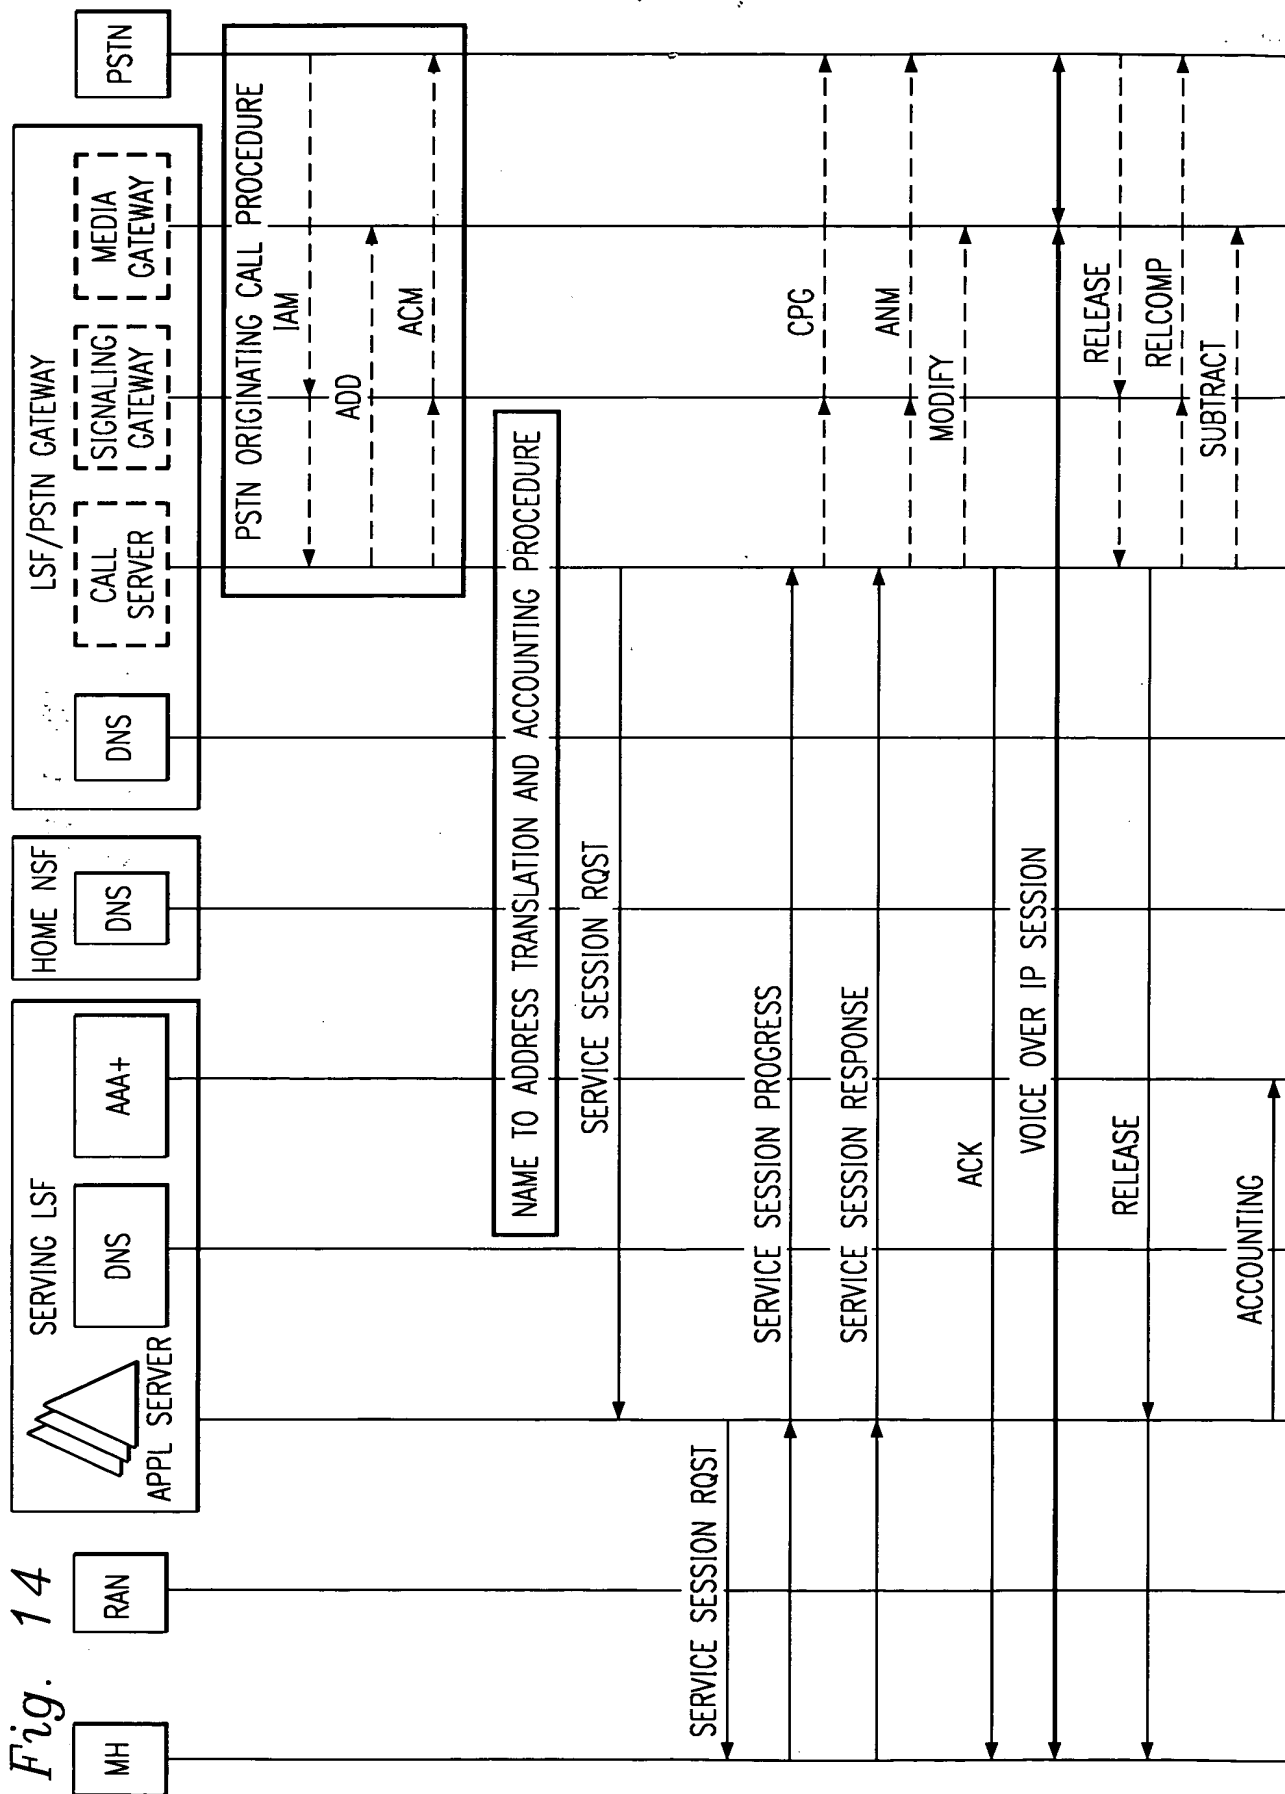 Fig. 14
MH
RAN
SERVING LSF
APPL SERVER
DNS
AAA+
HOME NSF
DNS
LSF/PSTN GATEWAY
DNS
CALL
SERVER
SIGNALING
GATEWAY
MEDIA
GATEWAY
PSTN
PSTN ORIGINATING CALL PROCEDURE
IAM
ADD
ACM
NAME TO ADDRESS TRANSLATION AND ACCOUNTING PROCEDURE
SERVICE SESSION RQST
SERVICE SESSION RQST
SERVICE SESSION PROGRESS
CPG
SERVICE SESSION RESPONSE
ANM
MODIFY
ACK
VOICE OVER IP SESSION
RELEASE
RELEASE
RELCOMP
SUBTRACT
ACCOUNTING